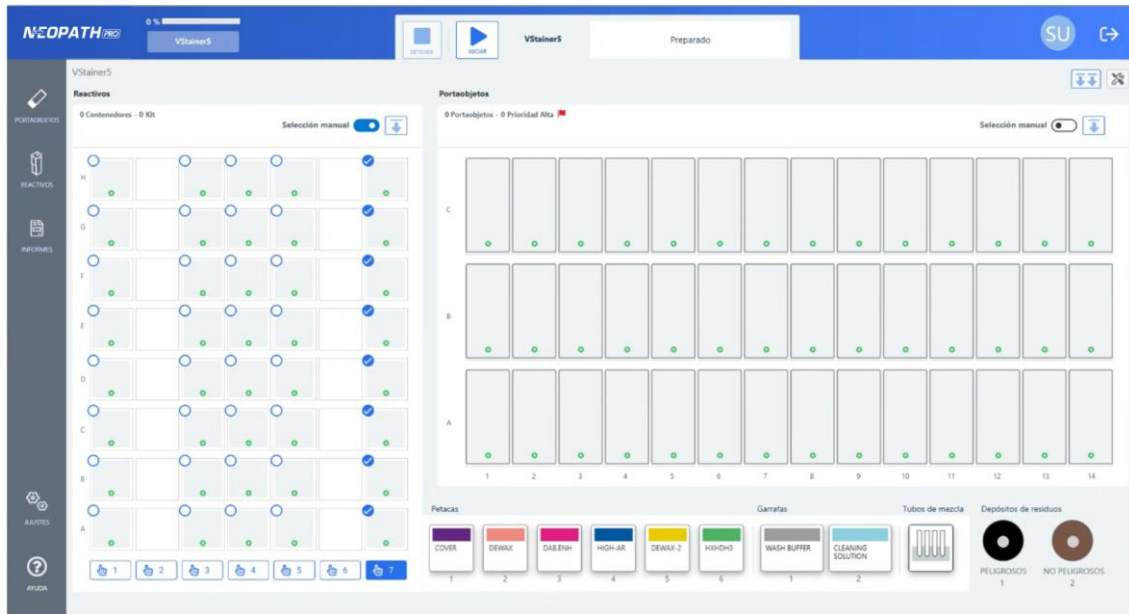 NEOPATH PRO
0 %
VStainer5
DETENER
INICIAR
VStainer5
Preparado
SU
PORTAOBJETOS
REACTIVOS
INFORMES
AJUSTES
AYUDA
VStainer5
Reactivos
0 Contenedores - 0 Kit
Selección manual
H
G
F
E
D
C
B
A
1 2 3 4 5 6 7
Portaobjetos
0 Portaobjetos - 0 Prioridad Alta
Selección manual
C
B
A
1 2 3 4 5 6 7 8 9 10 11 12 13 14
Petacas
COVER DEWAX DAB.ENH HIGH-AR DEWAX-2 HXHDH3
1 2 3 4 5 6
Garrafas
WASH BUFFER CLEANING
SOLUTION
1 2
Tubos de mezcla
Depósitos de residuos
PELIGROSOS NO PELIGROSOS
1 2